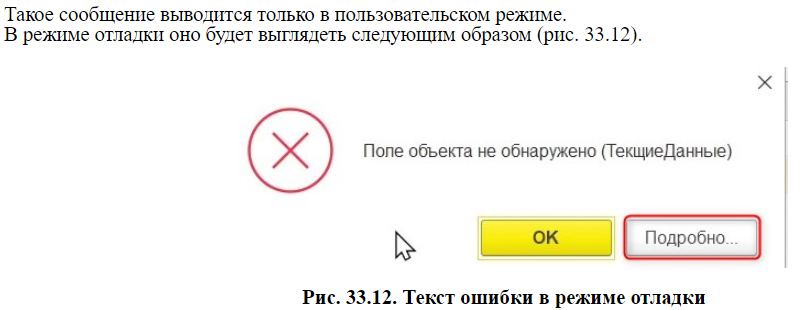 Такое сообщение выводится только в пользовательском режиме.
В режиме отладки оно будет выглядеть следующим образом (рис. 33.12).
Поле объекта не обнаружено (ТекщиеДанные)
ОК
Подробно...
Рис. 33.12. Текст ошибки в режиме отладки